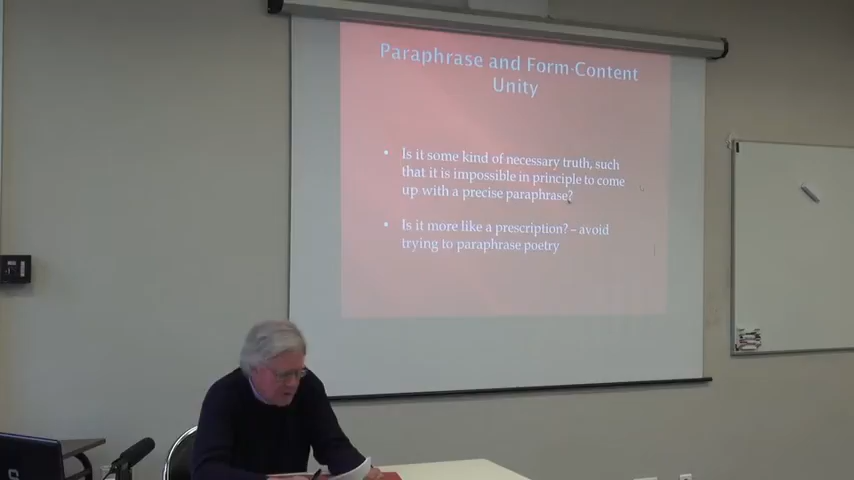 Paraphrase and Form-Content
Unity
• Is it some kind of necessary truth, such
that it is impossible in principle to come
up with a precise paraphrase?
• Is it more like a prescription? – avoid
trying to paraphrase poetry